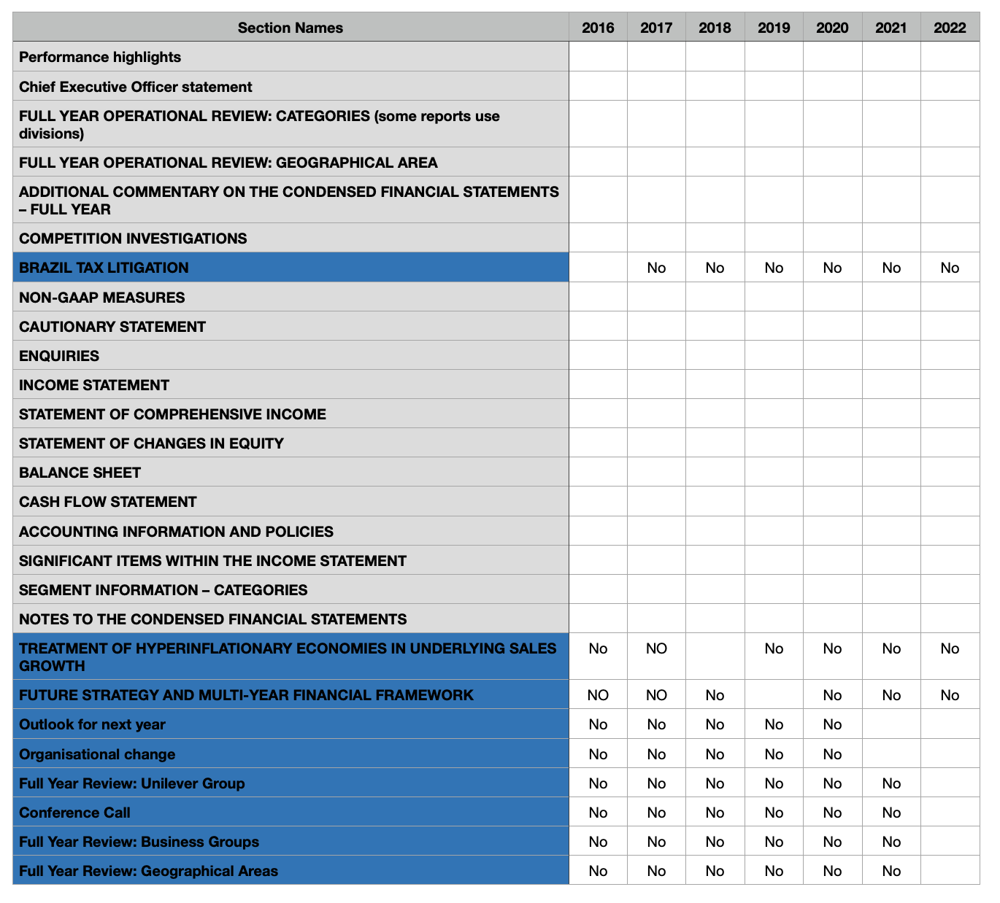 Section Names 2016 2017 2018 2019 2020 2021 2022
Performance highlights
Chief Executive Officer statement
FULL YEAR OPERATIONAL REVIEW: CATEGORIES (some reports use
divisions)
FULL YEAR OPERATIONAL REVIEW: GEOGRAPHICAL AREA
ADDITIONAL COMMENTARY ON THE CONDENSED FINANCIAL STATEMENTS
– FULL YEAR
COMPETITION INVESTIGATIONS
BRAZIL TAX LITIGATION No No No No No No
NON-GAAP MEASURES
CAUTIONARY STATEMENT
ENQUIRIES
INCOME STATEMENT
STATEMENT OF COMPREHENSIVE INCOME
STATEMENT OF CHANGES IN EQUITY
BALANCE SHEET
CASH FLOW STATEMENT
ACCOUNTING INFORMATION AND POLICIES
SIGNIFICANT ITEMS WITHIN THE INCOME STATEMENT
SEGMENT INFORMATION – CATEGORIES
NOTES TO THE CONDENSED FINANCIAL STATEMENTS
TREATMENT OF HYPERINFLATIONARY ECONOMIES IN UNDERLYING SALES No NO No No No No
GROWTH
FUTURE STRATEGY AND MULTI-YEAR FINANCIAL FRAMEWORK NO NO No No No No
Outlook for next year No No No No No
Organisational change No No No No No
Full Year Review: Unilever Group No No No No No No
Conference Call No No No No No No
Full Year Review: Business Groups No No No No No No
Full Year Review: Geographical Areas No No No No No No